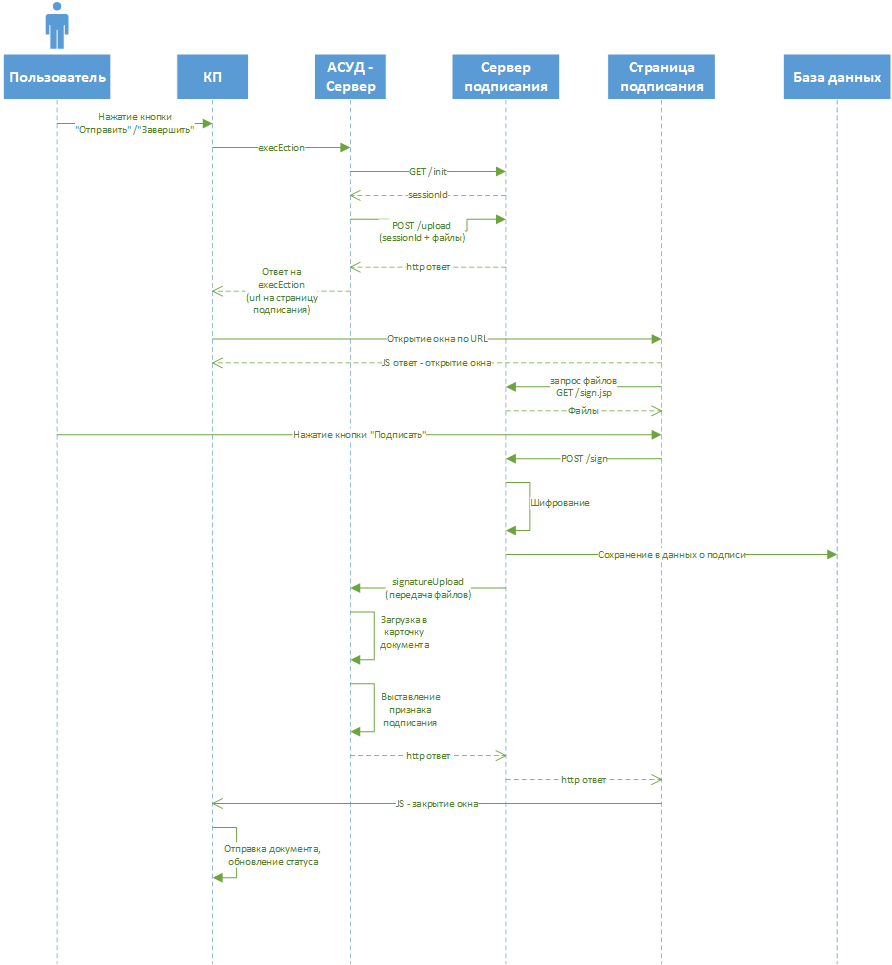 Пользователь
КП
АСУД -
Сервер
Сервер
подписания
Страница
подписания
База данных
Нажатие кнопки
"Отправить" /"Завершить"
execEction
GET /init
sessionId
POST /upload
(sessionId + файлы)
http ответ
Ответ на
execEction
(url на страницу
подписания)
Открытие окна по URL
JS ответ - открытие окна
запрос файлов
GET /sign.jsp
Файлы
Нажатие кнопки "Подписать"
POST /sign
Шифрование
Сохранение в данных о подписи
signatureUpload
(передача файлов)
Загрузка в
карточку
документа
Выставление
признака
подписания
http ответ
http ответ
JS - закрытие окна
Отправка документа,
обновление статуса